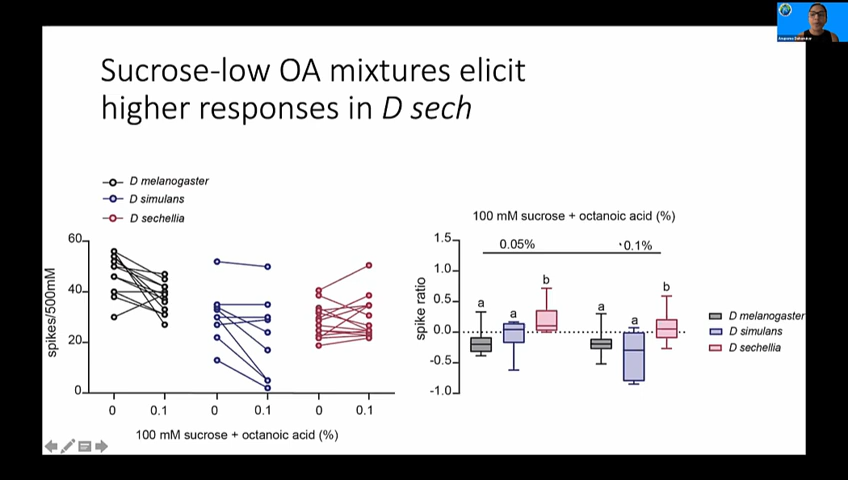 Sucrose-low OA mixtures elicit
higher responses in D sech
D melanogaster
D simulans
D sechellia
60
40
20
0
spikes/500mM
0 0.1 0 0.1 0 0.1
100 mM sucrose + octanoic acid (%)
100 mM sucrose + octanoic acid (%)
0.05% 0.1%
1.5
1.0
0.5
0.0
-0.5
-1.0
spike ratio
a a b a a b
D melanogaster
D simulans
D sechellia